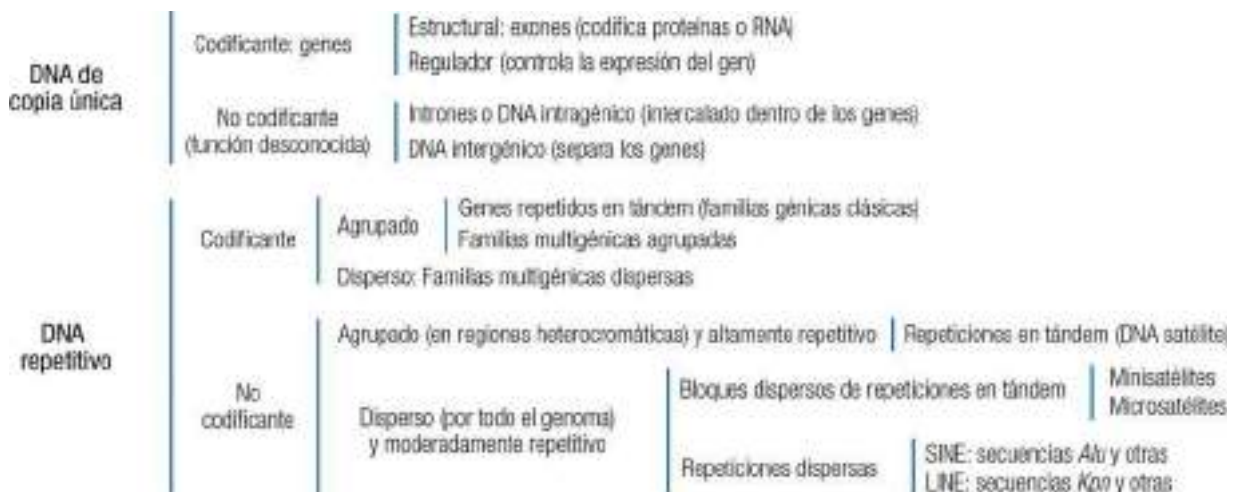 DNA de
copia única
Codificante: genes
Estructural: exones (codifica proteínas o RNA)
Regulador (controla la expresión del gen)
No codificante
(función desconocida)
Intrones o DNA intragénico (intercalado dentro de los genes)
DNA intergénico (separa los genes)
DNA
repetitivo
Codificante
Agrupado
Genes repetidos en tándem (familias génicas clásicas)
Familias multigénicas agrupadas
Disperso: Familias multigénicas dispersas
No
codificante
Agrupado (en regiones heterocromáticas) y altamente repetitivo
Repeticiones en tándem (DNA satélite)
Disperso (por todo el genoma)
y moderadamente repetitivo
Bloques dispersos de repeticiones en tándem
Minisatélites
Microsatélites
Repeticiones dispersas
SINE: secuencias Alu y otras
LINE: secuencias Kpn y otras